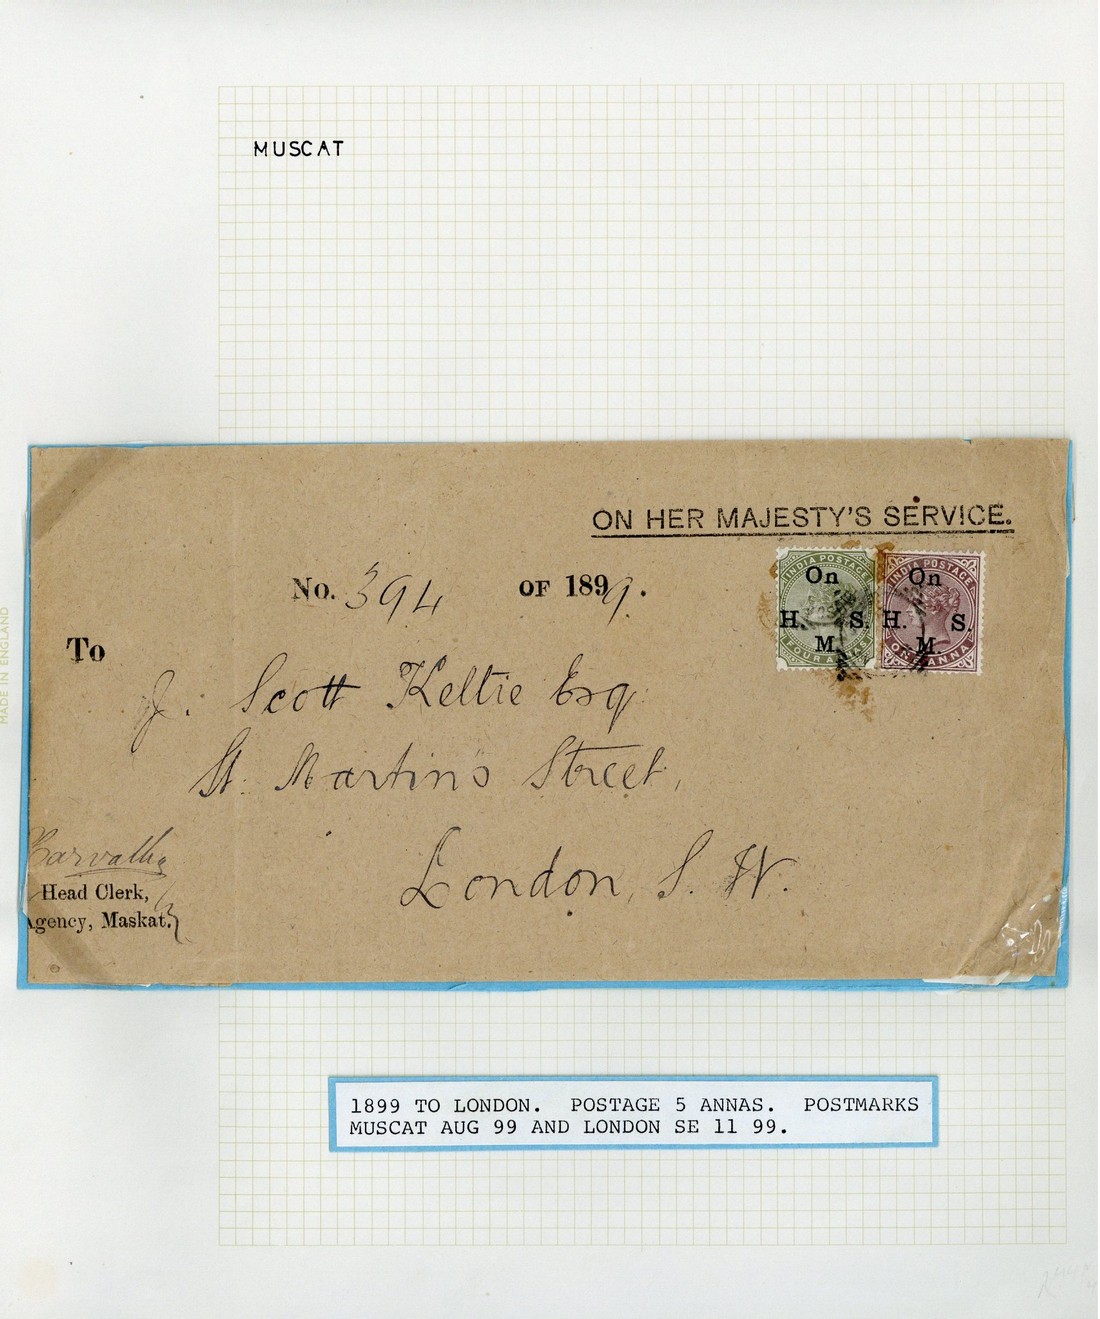 MUSCAT
ON HER MAJESTY'S SERVICE.
No. 394 OF 1899.
INDIA POSTAGE
On
H. S.
M.
FOUR ANNAS
INDIA POSTAGE
On
H. S.
M.
ONE ANNA
To
J. Scott Keltie Esq
St. Martin's Street,
London, S. W.
Head Clerk,
Agency, Maskat.
MADE IN ENGLAND
1899 TO LONDON. POSTAGE 5 ANNAS. POSTMARKS
MUSCAT AUG 99 AND LONDON SE 11 99.